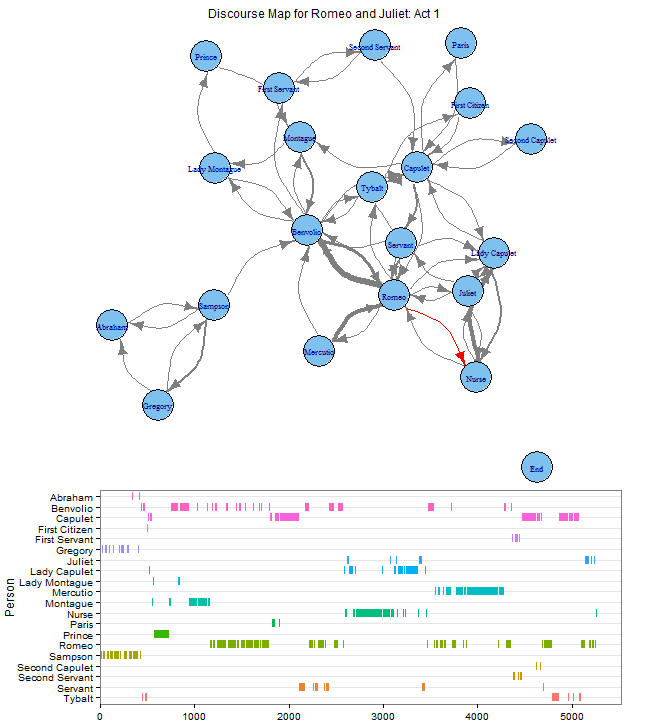 Discourse Map for Romeo and Juliet: Act 1
Prince
Second Servant
Paris
First Servant
First Citizen
Montague
Second Capulet
Lady Montague
Capulet
Tybalt
Benvolio
Servant
Lady Capulet
Romeo
Juliet
Sampson
Abraham
Mercutio
Nurse
Gregory
End
Person
Abraham
Benvolio
Capulet
First Citizen
First Servant
Gregory
Juliet
Lady Capulet
Lady Montague
Mercutio
Montague
Nurse
Paris
Prince
Romeo
Sampson
Second Capulet
Second Servant
Servant
Tybalt
0 1000 2000 3000 4000 5000